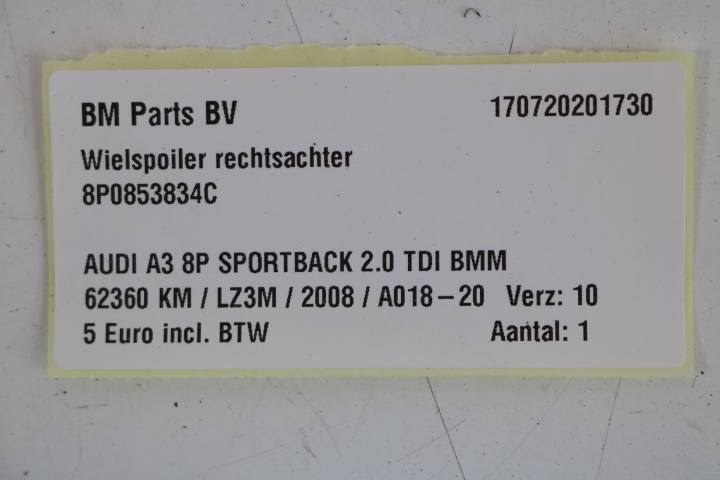 BM Parts BV 170720201730
Wielspoiler rechtsachter
8P0853834C
AUDI A3 8P SPORTBACK 2.0 TDI BMM
62360 KM / LZ3M / 2008 / A018-20 Verz: 10
5 Euro incl. BTW Aantal: 1